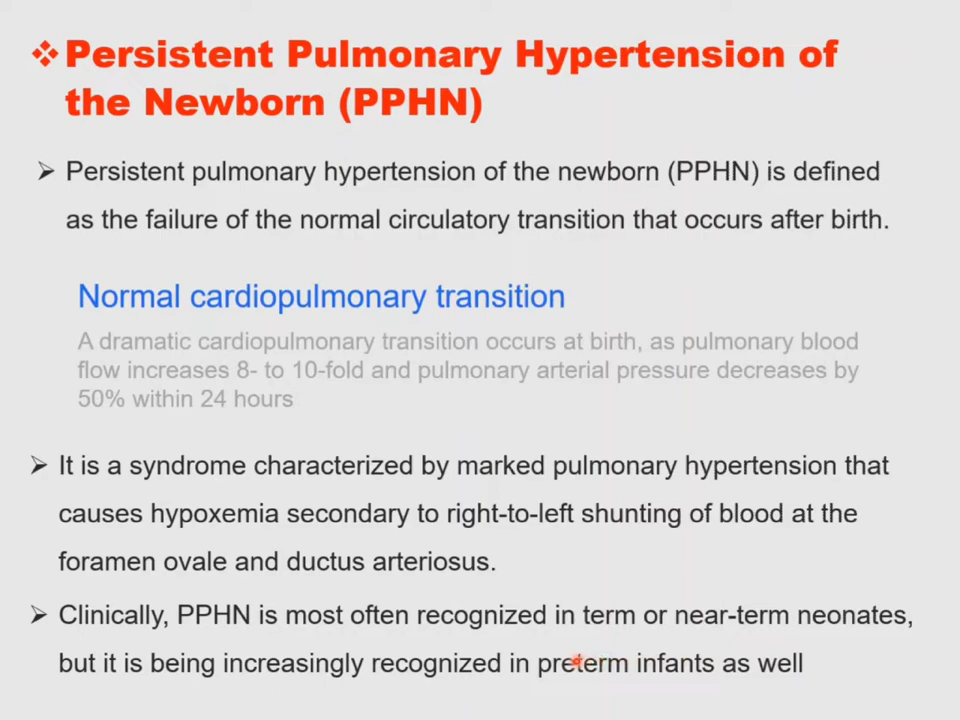 Persistent Pulmonary Hypertension of
the Newborn (PPHN)
Persistent pulmonary hypertension of the newborn (PPHN) is defined
as the failure of the normal circulatory transition that occurs after birth.
Normal cardiopulmonary transition
A dramatic cardiopulmonary transition occurs at birth, as pulmonary blood
flow increases 8- to 10-fold and pulmonary arterial pressure decreases by
50% within 24 hours
It is a syndrome characterized by marked pulmonary hypertension that
causes hypoxemia secondary to right-to-left shunting of blood at the
foramen ovale and ductus arteriosus.
Clinically, PPHN is most often recognized in term or near-term neonates,
but it is being increasingly recognized in preterm infants as well